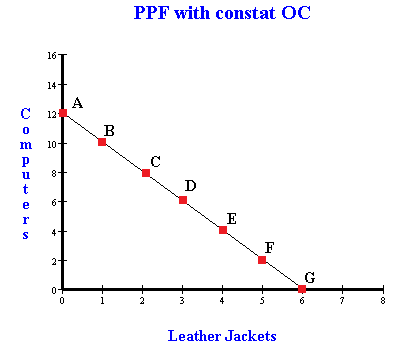 PPF with constat OC
16
14
12
10
8
6
4
2
0
Computers
A
B
C
D
E
F
G
0 1 2 3 4 5 6 7 8
Leather Jackets